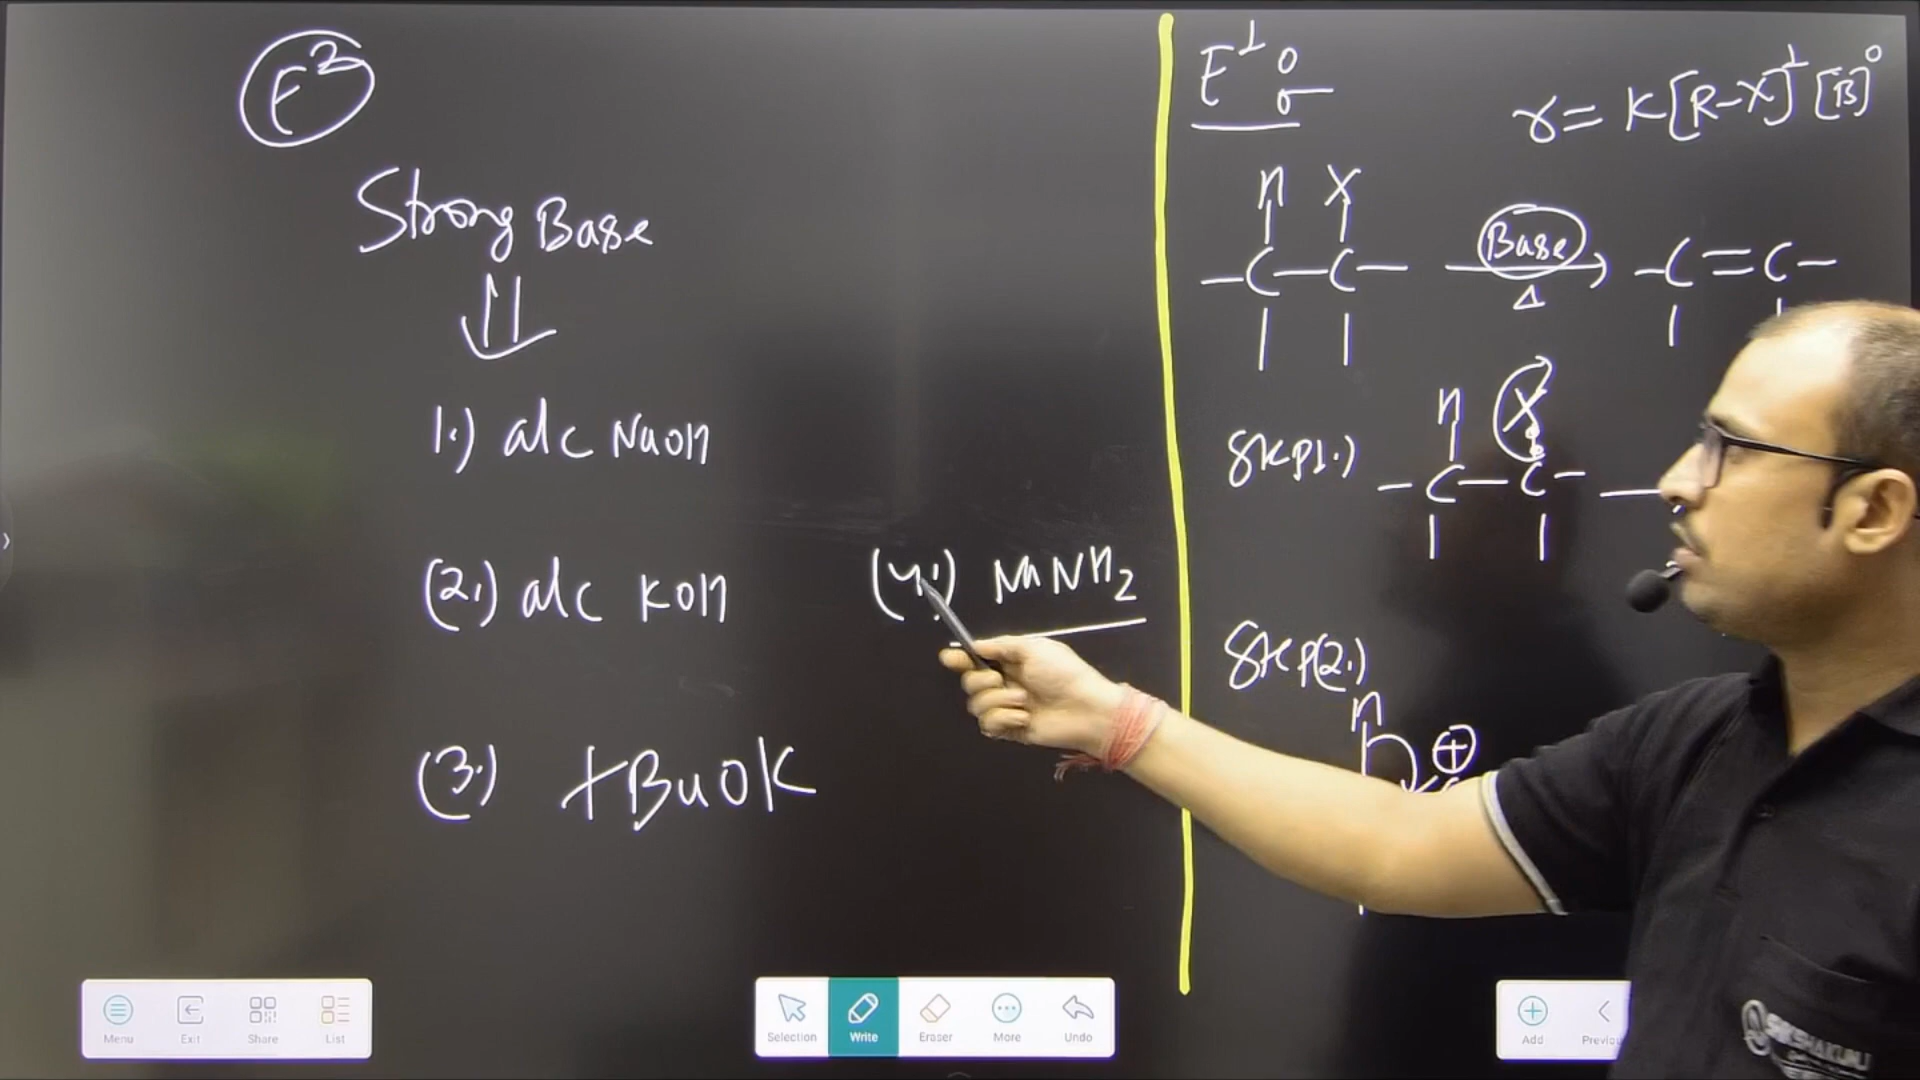 E²
Strong Base
1.) alc NaOH
(2.) alc KOH
(3.) tBuOK
(4.) NaNH₂
E¹
r = K[R-X]¹[B]⁰
H X
-C-C- Base -C=C-
Δ
Step1.)
H X
-C-C-
Step(2.)
H
⊕
Menu Exit Share List
Selection Write Eraser More Undo
Add